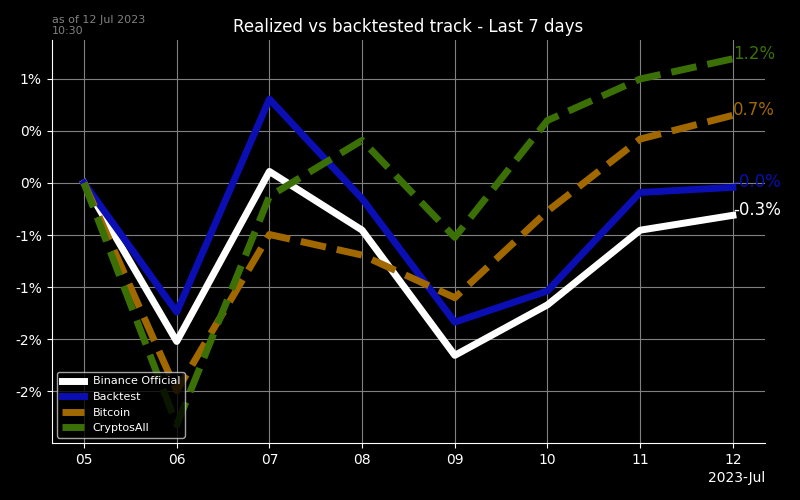 as of 12 Jul 2023
10:30
Realized vs backtested track - Last 7 days
1%
0%
0%
-1%
-1%
-2%
-2%
1.2%
0.7%
-0.0%
-0.3%
Binance Official
Backtest
Bitcoin
CryptosAll
05 06 07 08 09 10 11 12
2023-Jul